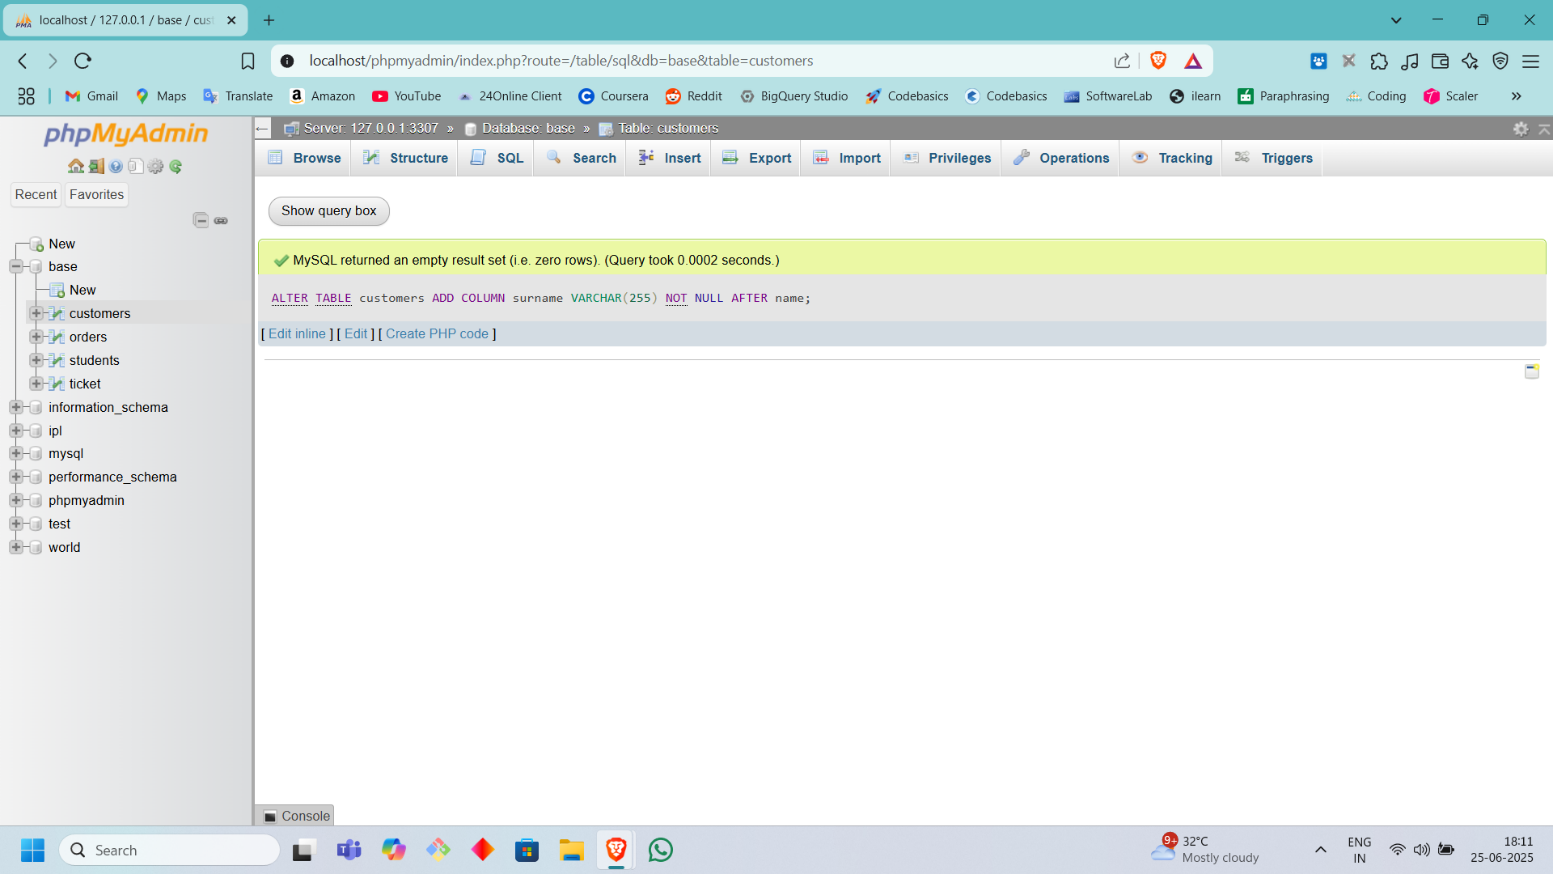 localhost / 127.0.0.1 / base / cust
localhost/phpmyadmin/index.php?route=/table/sql&db=base&table=customers
Gmail Maps Translate Amazon YouTube 24Online Client Coursera Reddit BigQuery Studio Codebasics Codebasics SoftwareLab ilearn Paraphrasing Coding Scaler »
phpMyAdmin
Recent Favorites
New
base
New
customers
orders
students
ticket
information_schema
ipl
mysql
performance_schema
phpmyadmin
test
world
Server: 127.0.0.1:3307 » Database: base » Table: customers
Browse Structure SQL Search Insert Export Import Privileges Operations Tracking Triggers
Show query box
MySQL returned an empty result set (i.e. zero rows). (Query took 0.0002 seconds.)
ALTER TABLE customers ADD COLUMN surname VARCHAR(255) NOT NULL AFTER name;
[ Edit inline ] [ Edit ] [ Create PHP code ]
Console
Search
9+
32°C
Mostly cloudy
ENG
IN
18:11
25-06-2025